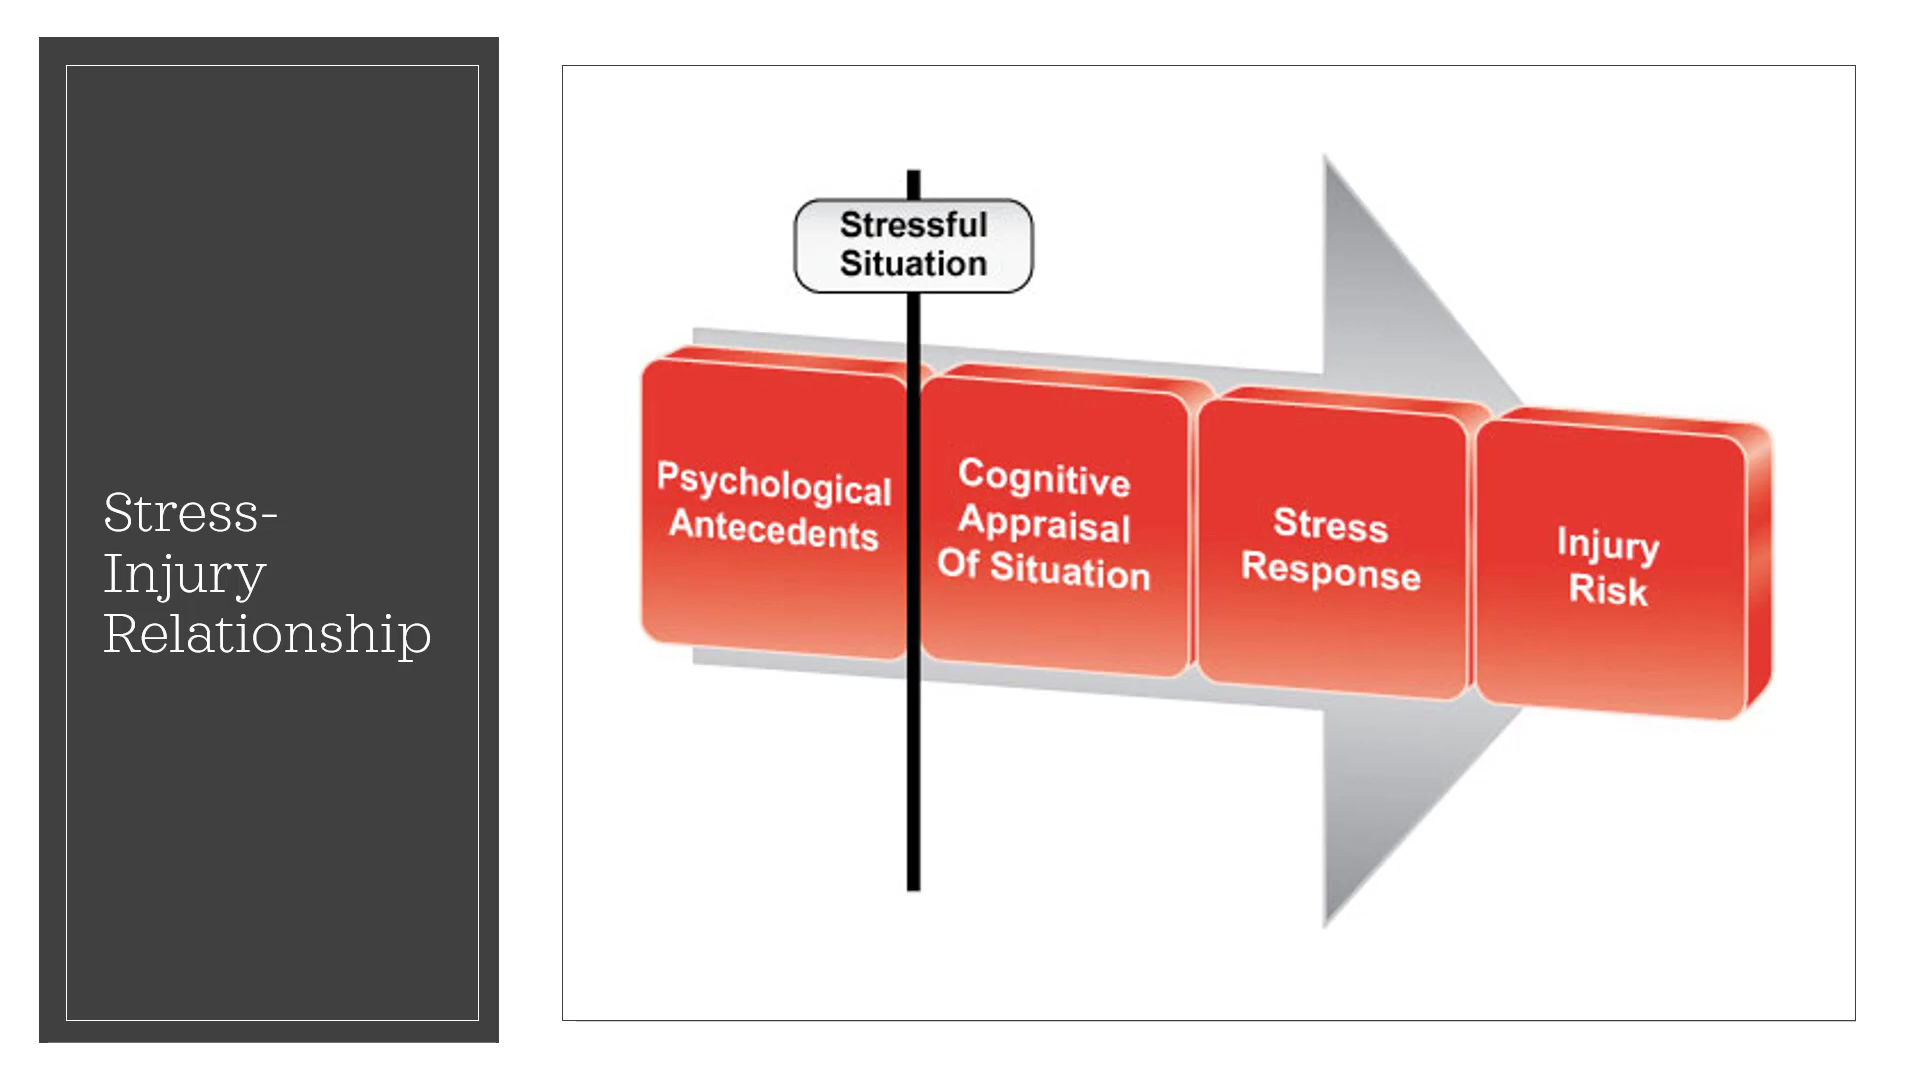 Stress-
Injury
Relationship
Stressful
Situation
Psychological
Antecedents
Cognitive
Appraisal
Of Situation
Stress
Response
Injury
Risk